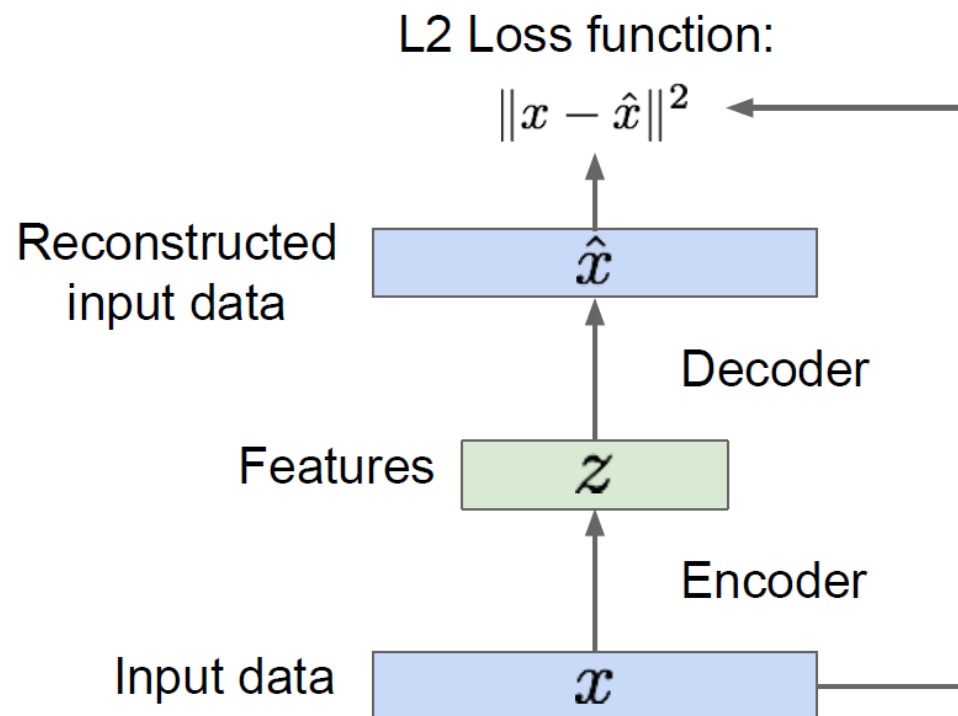 L2 Loss function:
‖x − x̂‖²
Reconstructed
input data
x̂
Decoder
Features
z
Encoder
Input data
x